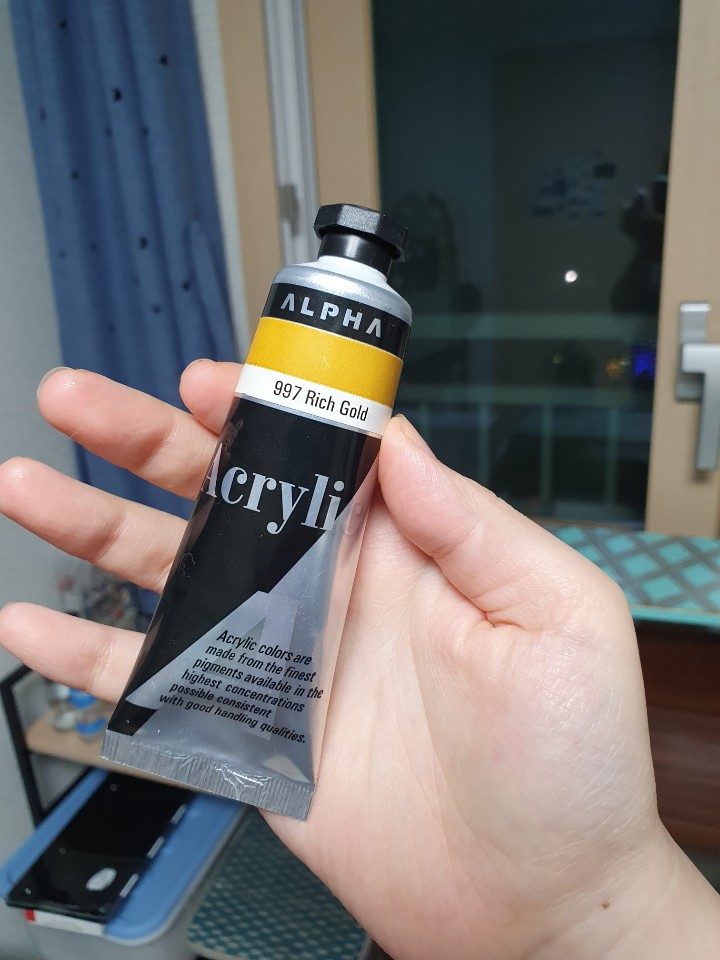 ALPHA
997 Rich Gold
Acrylic
Acrylic colors are
made from the finest
pigments available in the
highest concentrations
possible consistent
with good handling qualities.